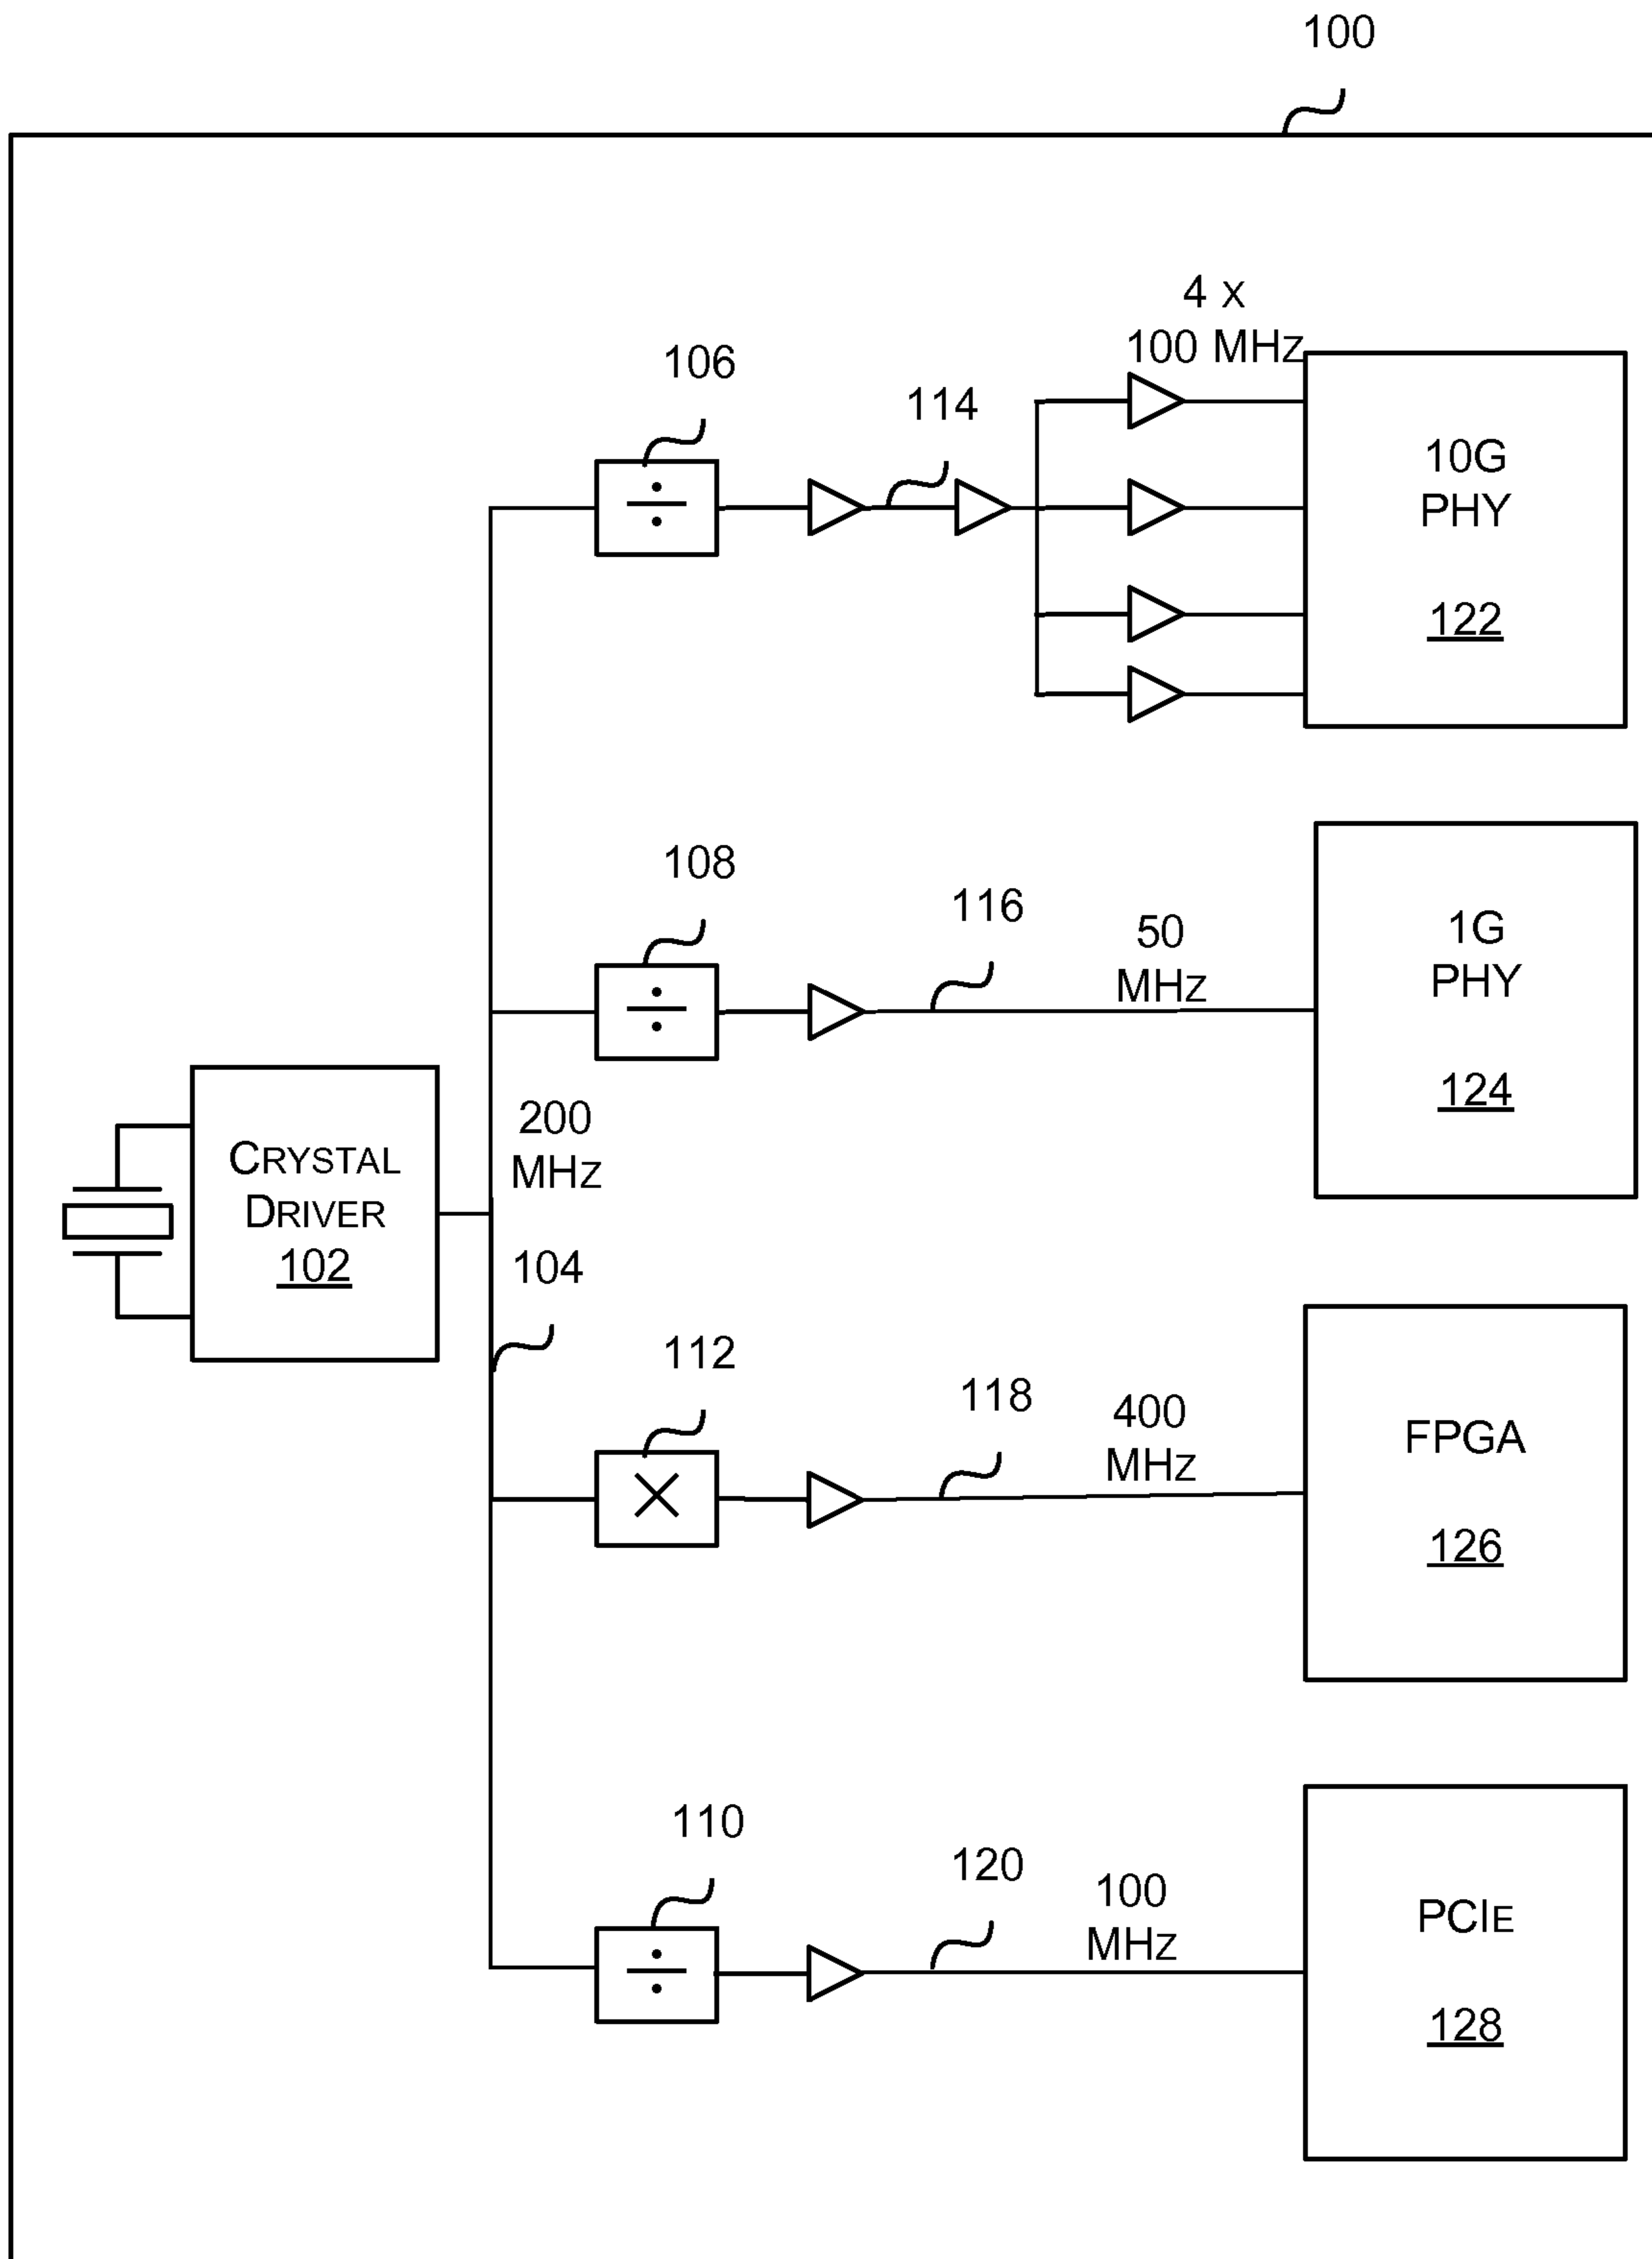 100
4 X
100 MHZ
106
114
10G
PHY
122
108
116
50
MHZ
1G
PHY
124
200
MHZ
CRYSTAL
DRIVER
102
104
112
118
400
MHZ
FPGA
126
110
120
100
MHZ
PCIE
128